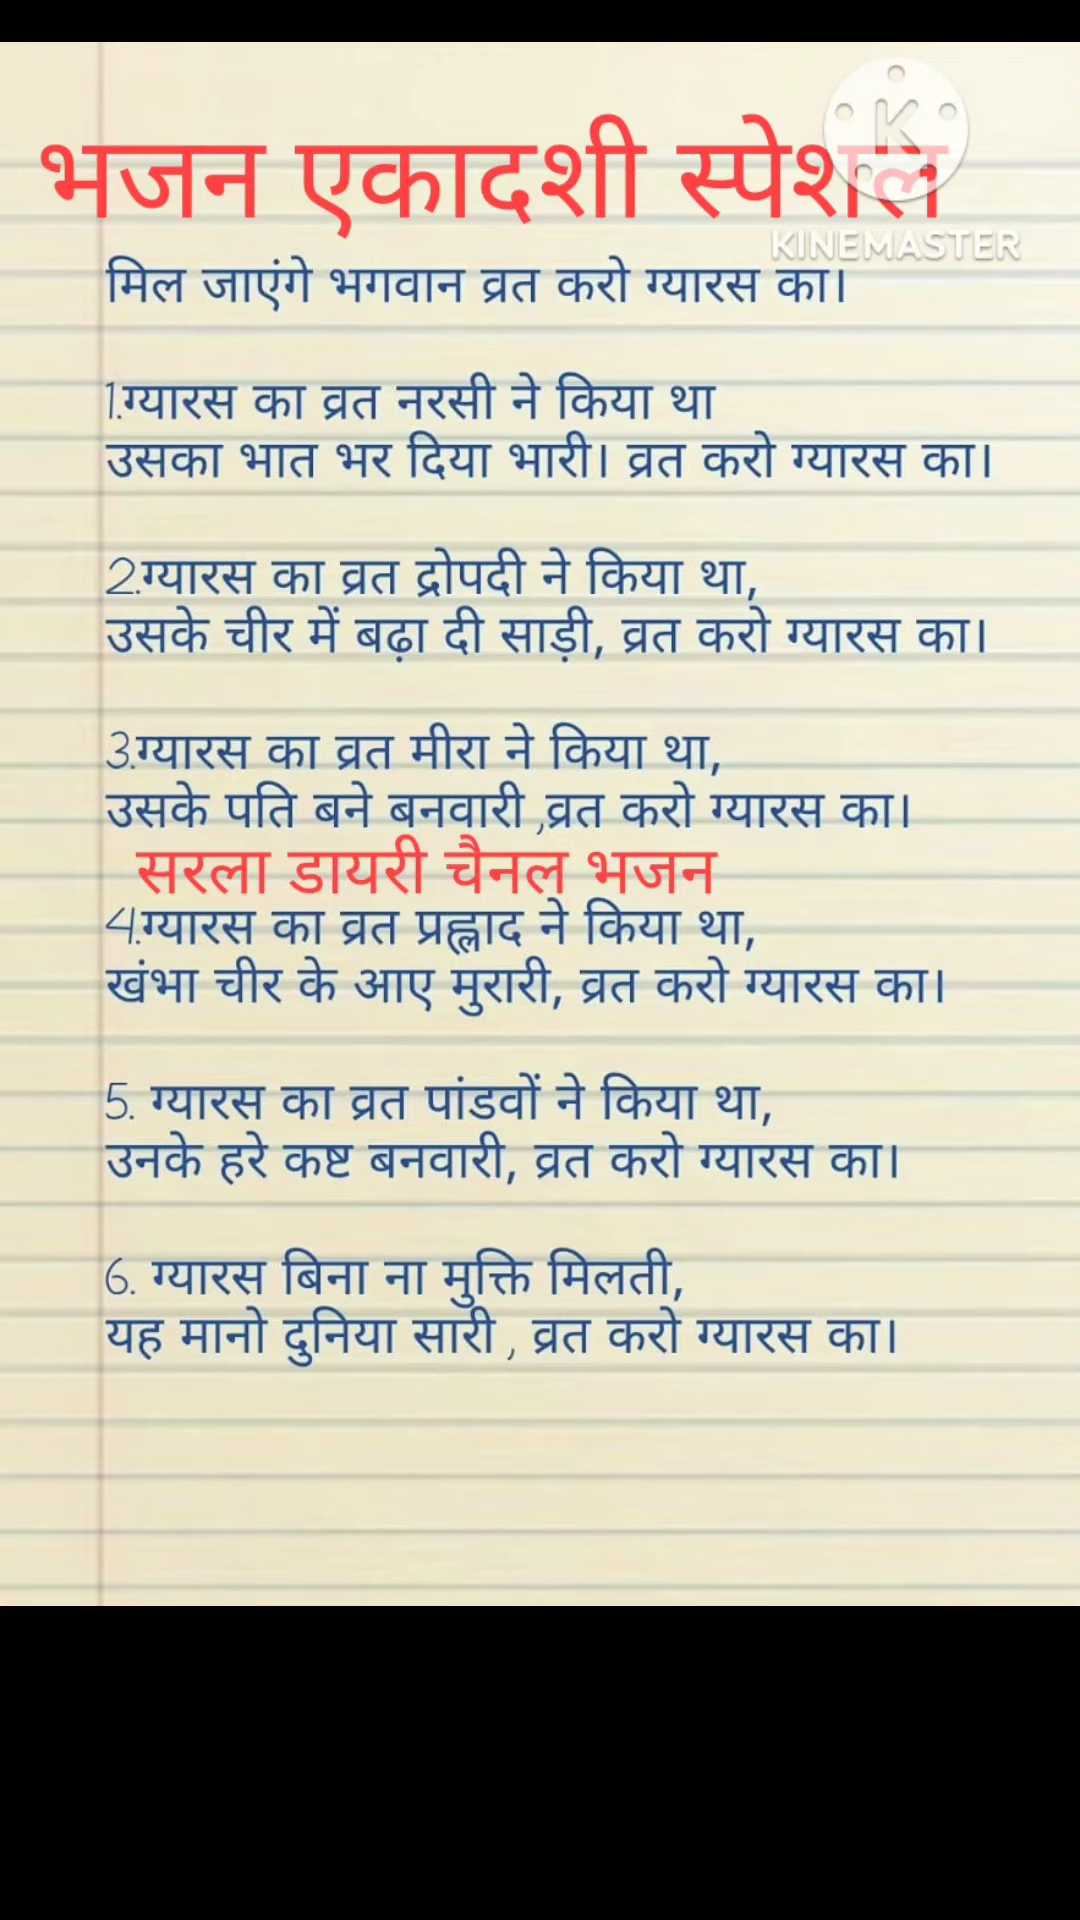 भजन एकादशी स्पेशल
KINEMASTER
मिल जाएंगे भगवान व्रत करो ग्यारस का।
1.ग्यारस का व्रत नरसी ने किया था
उसका भात भर दिया भारी। व्रत करो ग्यारस का।
2.ग्यारस का व्रत द्रोपदी ने किया था,
उसके चीर में बढ़ा दी साड़ी, व्रत करो ग्यारस का।
3.ग्यारस का व्रत मीरा ने किया था,
उसके पति बने बनवारी ,व्रत करो ग्यारस का।
सरला डायरी चैनल भजन
4.ग्यारस का व्रत प्रह्लाद ने किया था,
खंभा चीर के आए मुरारी, व्रत करो ग्यारस का।
5. ग्यारस का व्रत पांडवों ने किया था,
उनके हरे कष्ट बनवारी, व्रत करो ग्यारस का।
6. ग्यारस बिना ना मुक्ति मिलती,
यह मानो दुनिया सारी , व्रत करो ग्यारस का।